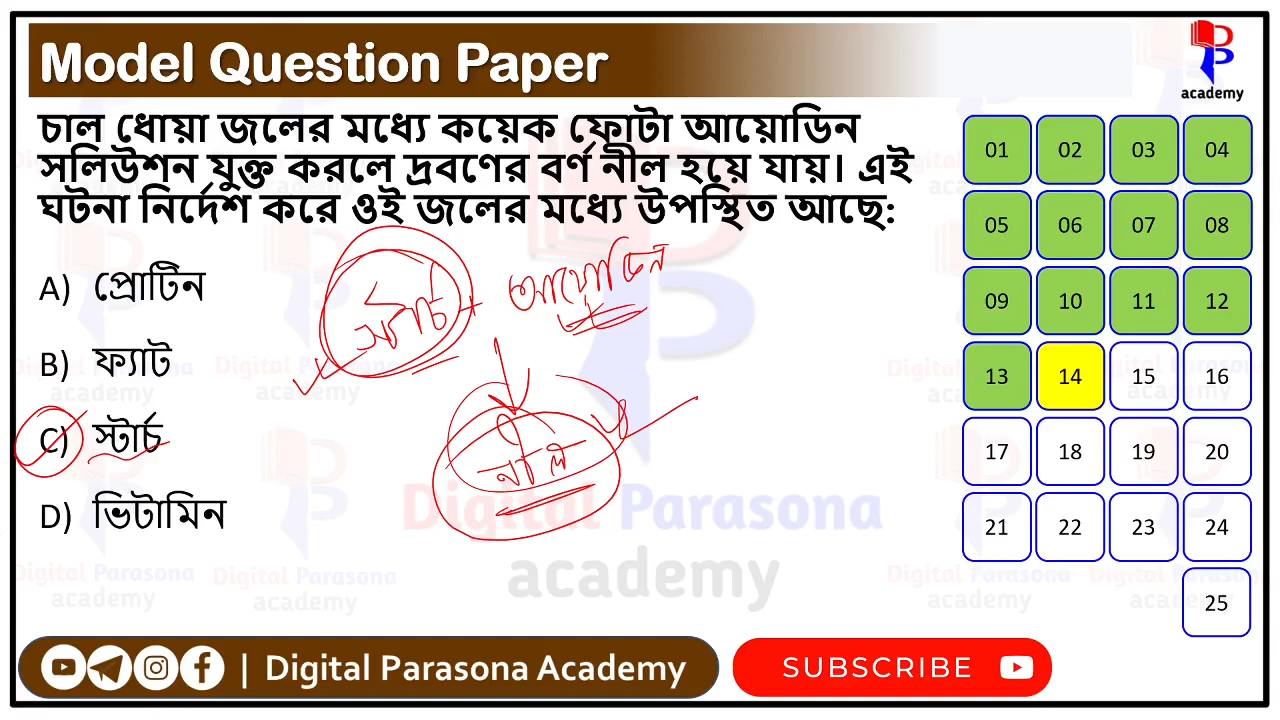 Model Question Paper
academy
চাল ধোয়া জলের মধ্যে কয়েক ফোটা আয়োডিন
সলিউশন যুক্ত করলে দ্রবণের বর্ণ নীল হয়ে যায়। এই
ঘটনা নির্দেশ করে ওই জলের মধ্যে উপস্থিত আছে:
A) প্রোটিন
B) ফ্যাট
C) স্টার্চ
D) ভিটামিন
স্টার্চ + আয়োডিন
নীল
01 02 03 04
05 06 07 08
09 10 11 12
13 14 15 16
17 18 19 20
21 22 23 24
25
Digital Parasona
academy
| Digital Parasona Academy
SUBSCRIBE